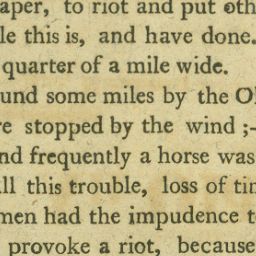 aper, to riot and put oth
le this is, and have done.
quarter of a mile wide.
und some miles by the O
re stopped by the wind ;-
nd frequently a horse was
ll this trouble, loss of tin
men had the impudence t
provoke a riot, because